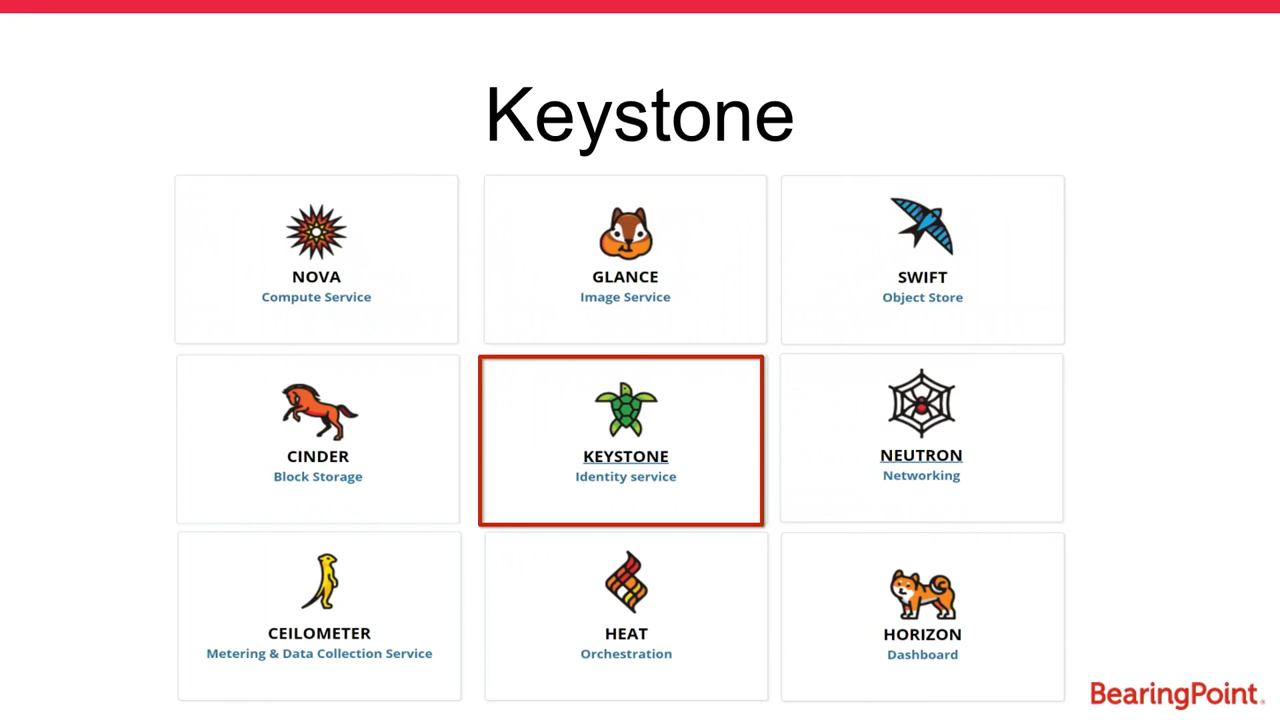 Keystone
NOVA
Compute Service
GLANCE
Image Service
SWIFT
Object Store
CINDER
Block Storage
KEYSTONE
Identity service
NEUTRON
Networking
CEILOMETER
Metering & Data Collection Service
HEAT
Orchestration
HORIZON
Dashboard
BearingPoint.